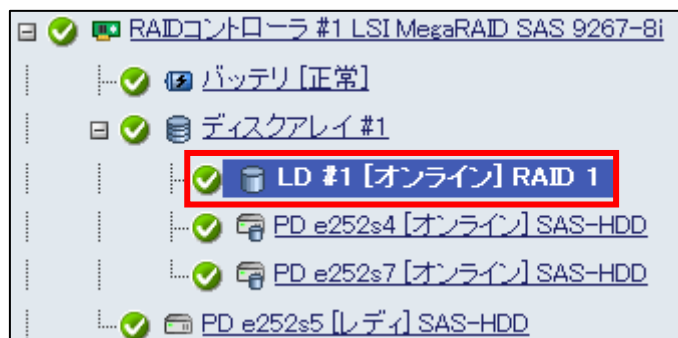 RAIDコントローラ #1 LSI MegaRAID SAS 9267-8i
バッテリ [正常]
ディスクアレイ #1
LD #1 [オンライン] RAID 1
PD e252s4 [オンライン] SAS-HDD
PD e252s7 [オンライン] SAS-HDD
PD e252s5 [レディ] SAS-HDD